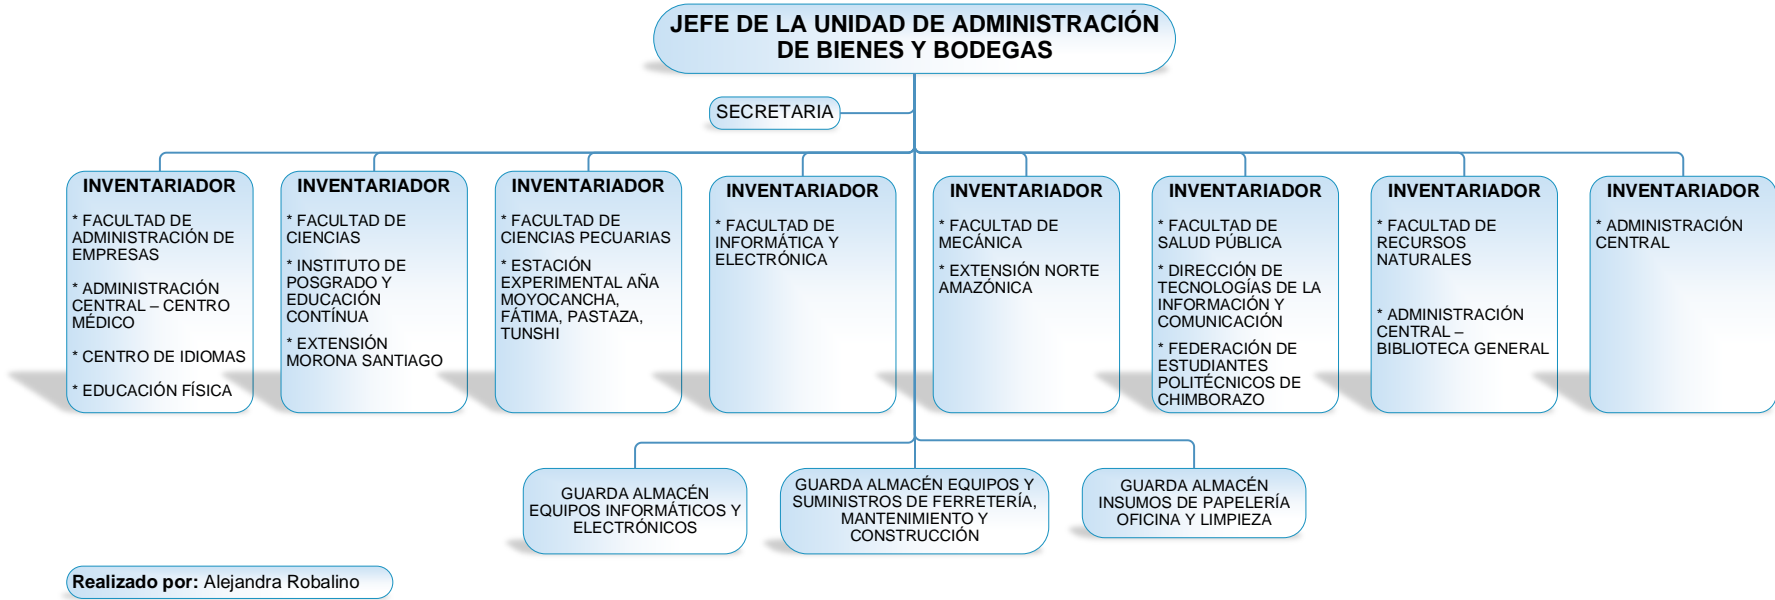 JEFE DE LA UNIDAD DE ADMINISTRACIÓN
DE BIENES Y BODEGAS
SECRETARIA
INVENTARIADOR
* FACULTAD DE
ADMINISTRACIÓN DE
EMPRESAS
* ADMINISTRACIÓN
CENTRAL – CENTRO
MÉDICO
* CENTRO DE IDIOMAS
* EDUCACIÓN FÍSICA
INVENTARIADOR
* FACULTAD DE
CIENCIAS
* INSTITUTO DE
POSGRADO Y
EDUCACIÓN
CONTÍNUA
* EXTENSIÓN
MORONA SANTIAGO
INVENTARIADOR
* FACULTAD DE
CIENCIAS PECUARIAS
* ESTACIÓN
EXPERIMENTAL AÑA
MOYOCANCHA,
FÁTIMA, PASTAZA,
TUNSHI
INVENTARIADOR
* FACULTAD DE
INFORMÁTICA Y
ELECTRÓNICA
INVENTARIADOR
* FACULTAD DE
MECÁNICA
* EXTENSIÓN NORTE
AMAZÓNICA
INVENTARIADOR
* FACULTAD DE
SALUD PÚBLICA
* DIRECCIÓN DE
TECNOLOGÍAS DE LA
INFORMACIÓN Y
COMUNICACIÓN
* FEDERACIÓN DE
ESTUDIANTES
POLITÉCNICOS DE
CHIMBORAZO
INVENTARIADOR
* FACULTAD DE
RECURSOS
NATURALES
* ADMINISTRACIÓN
CENTRAL –
BIBLIOTECA GENERAL
INVENTARIADOR
* ADMINISTRACIÓN
CENTRAL
GUARDA ALMACÉN
EQUIPOS INFORMÁTICOS Y
ELECTRÓNICOS
GUARDA ALMACÉN EQUIPOS Y
SUMINISTROS DE FERRETERÍA,
MANTENIMIENTO Y
CONSTRUCCIÓN
GUARDA ALMACÉN
INSUMOS DE PAPELERÍA
OFICINA Y LIMPIEZA
Realizado por: Alejandra Robalino